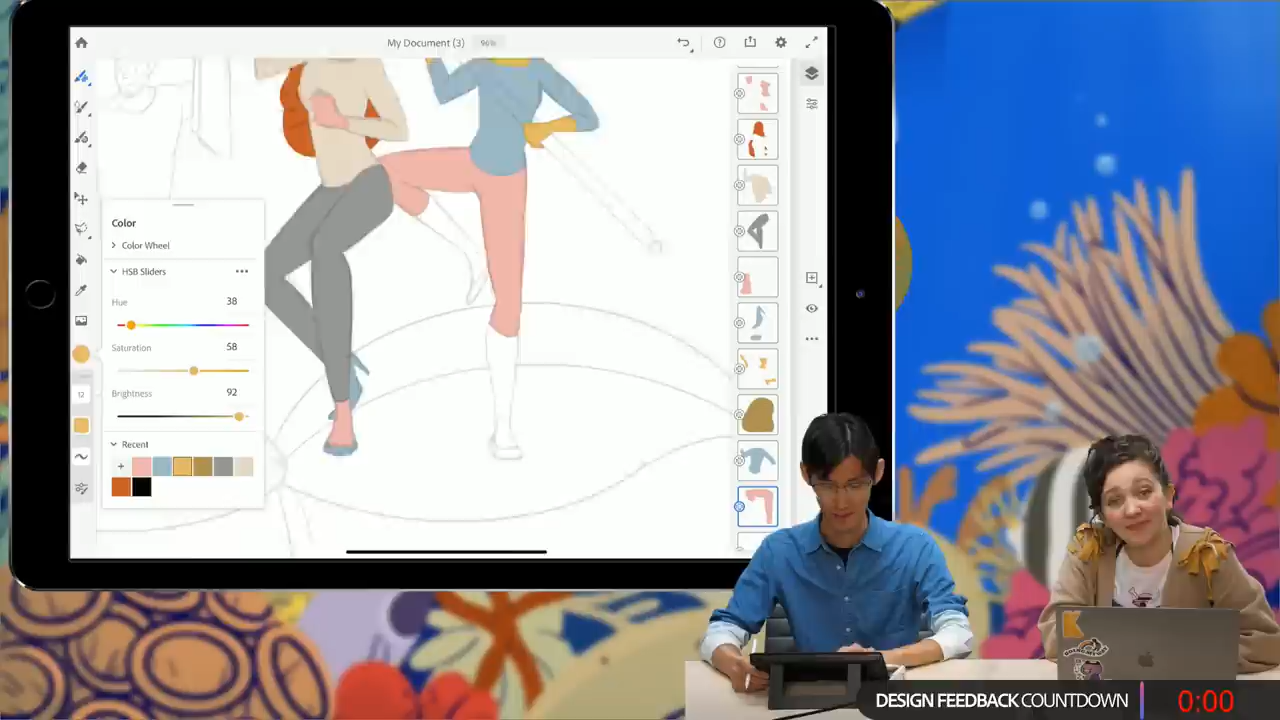 My Document (3) 96%
Color
Color Wheel
HSB Sliders
Hue 38
Saturation 58
Brightness 92
Recent
12
DESIGN FEEDBACK COUNTDOWN 0:00